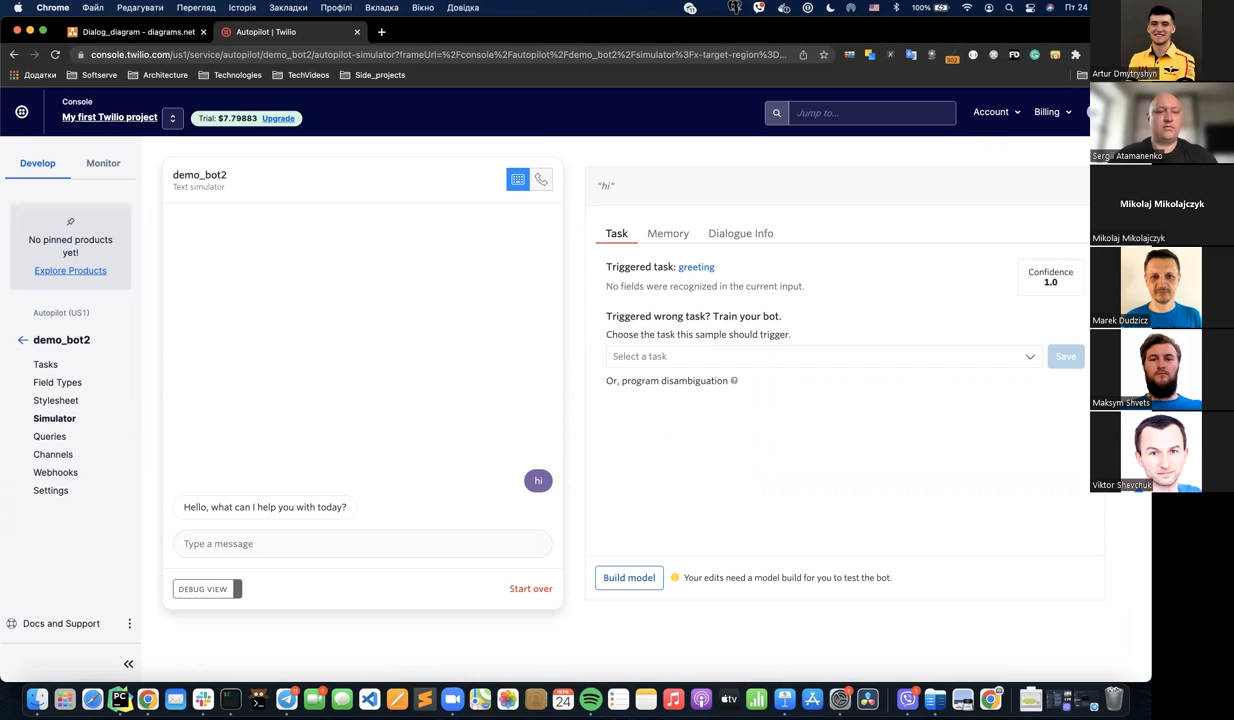 Chrome Файл Редагувати Перегляд Історія Закладки Профілі Вкладка Вікно Довідка 100% Пт 24
Dialog_diagram - diagrams.net
Autopilot | Twilio
console.twilio.com/us1/service/autopilot/demo_bot2/autopilot-simulator?frameUrl=%2Fconsole%2Fautopilot%2Fdemo_bot2%2Fsimulator%3Fx-target-region%3D...
302
FD
Додатки Softserve Architecture Technologies TechVideos Side_projects
Console
My first Twilio project
Trial: $7.79883 Upgrade
Jump to...
Account
Billing
Develop
Monitor
No pinned products
yet!
Explore Products
Autopilot (US1)
demo_bot2
Tasks
Field Types
Stylesheet
Simulator
Queries
Channels
Webhooks
Settings
Docs and Support
demo_bot2
Text simulator
hi
Hello, what can I help you with today?
Type a message
DEBUG VIEW
Start over
"hi"
Task
Memory
Dialogue Info
Triggered task: greeting
No fields were recognized in the current input.
Confidence
1.0
Triggered wrong task? Train your bot.
Choose the task this sample should trigger.
Select a task
Save
Or, program disambiguation
Build model
Your edits need a model build for you to test the bot.
Artur Dmytryshyn
Sergii Atamanenko
Mikolaj Mikolajczyk
Mikolaj Mikolajczyk
Marek Dudzicz
Maksym Shvets
Viktor Shevchuk
PC
24
tv